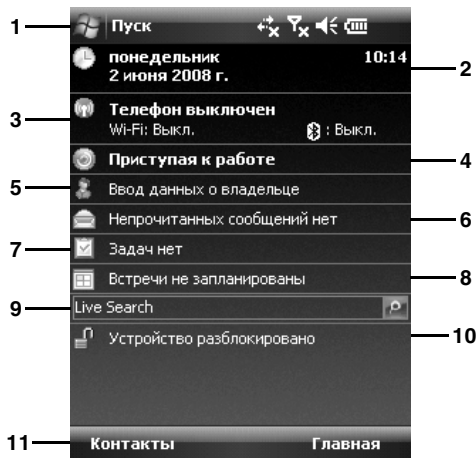 1 Пуск
понедельник 10:14 2
2 июня 2008 г.
3 Телефон выключен
Wi-Fi: Выкл. : Выкл.
Приступая к работе 4
5 Ввод данных о владельце
Непрочитанных сообщений нет 6
7 Задач нет
Встречи не запланированы 8
9 Live Search
Устройство разблокировано 10
11 Контакты Главная